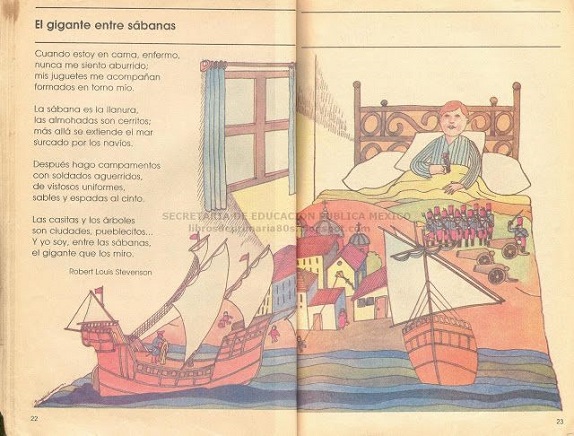 El gigante entre sábanas
Cuando estoy en cama, enfermo,
nunca me siento aburrido;
mis juguetes me acompañan
formados en torno mío.
La sábana es la llanura,
las almohadas son cerritos;
más allá se extiende el mar
surcado por los navíos.
Después hago campamentos
con soldados aguerridos,
de vistosos uniformes,
sables y espadas al cinto.
Las casitas y los árboles
son ciudades, pueblecitos...
Y yo soy, entre las sábanas,
el gigante que los miro.
Robert Louis Stevenson
SECRETARIA DE EDUCACION PUBLICA MEXICO
librosdeprimaria80s.blogspot.com
22
23